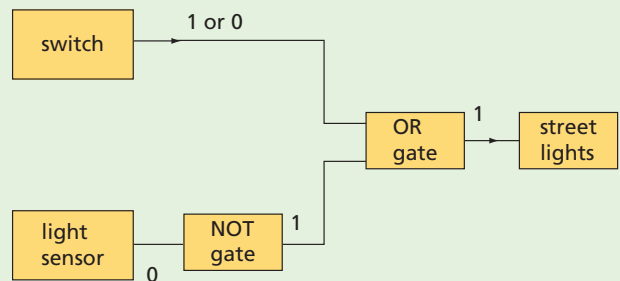 switch
1 or 0
OR
gate
1
street
lights
light
sensor
0
NOT
gate
1